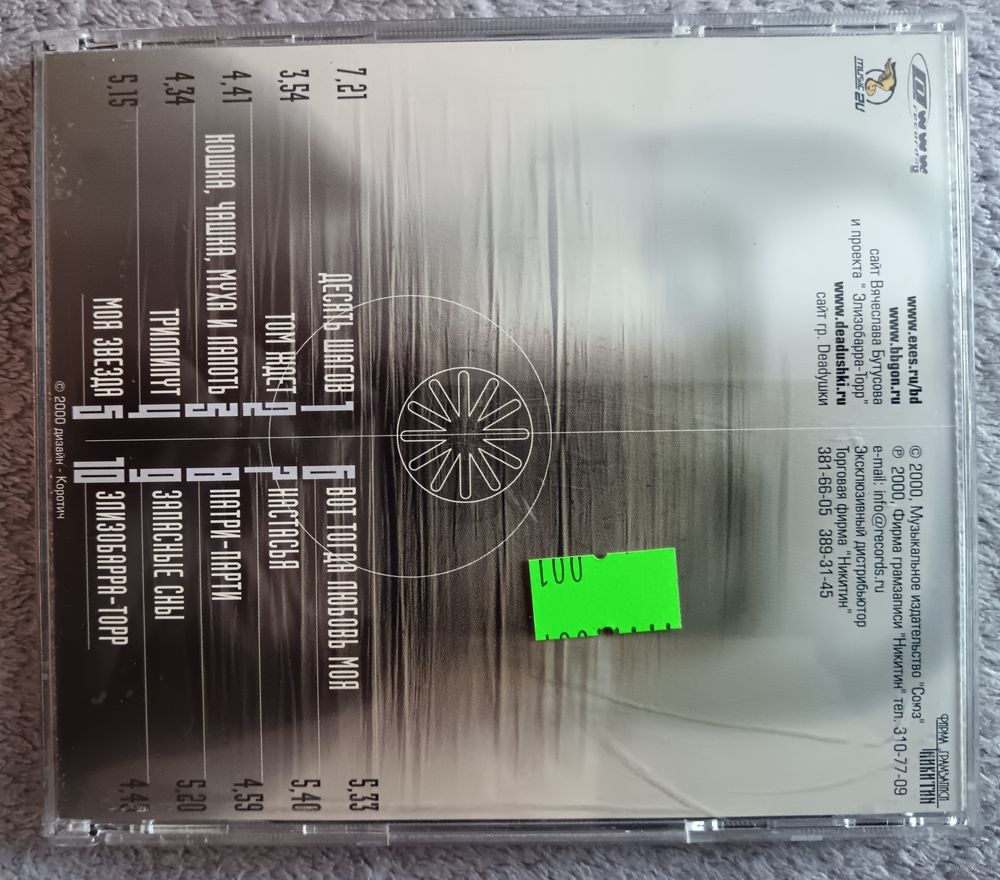 www
MUSIC 2U
www.exes.ru/bd
www.bbgon.ru
сайт Вячеслава Бутусова
и проекта " Элизобарра-Торр"
www.deadushki.ru
сайт гр. Deadушки
© 2000, Музыкальное издательство "Союз"
℗ 2000, Фирма грамзаписи "Никитин" тел. 310-77-09
e-mail: info@records.ru
Эксклюзивный дистрибьютор
Торговая фирма "Никитин"
381-66-05 389-31-45
ФИРМА ГРАМЗАПИСИ
НИКИТИН
7,21 ДЕСЯТЬ ШАГОВ 1
3,54 ТОМ ЖДЕТ 2
4,41 КОШКА, ЧАШКА, МУХА И ЛАПОТЬ 3
4,34 ТРИЛИПУТ 4
5,15 МОЯ ЗВЕЗДА 5
6 ВОТ ТОГДА ЛЮБОВЬ МОЯ 5,33
7 НАСТАСЬЯ 5,40
8 ПАТРИ-ПАРТИ 4,59
9 ЗАПАСНЫЕ СНЫ 5,20
10 ЭЛИЗОБАРРА-ТОРР
© 2000 дизайн - Коротич